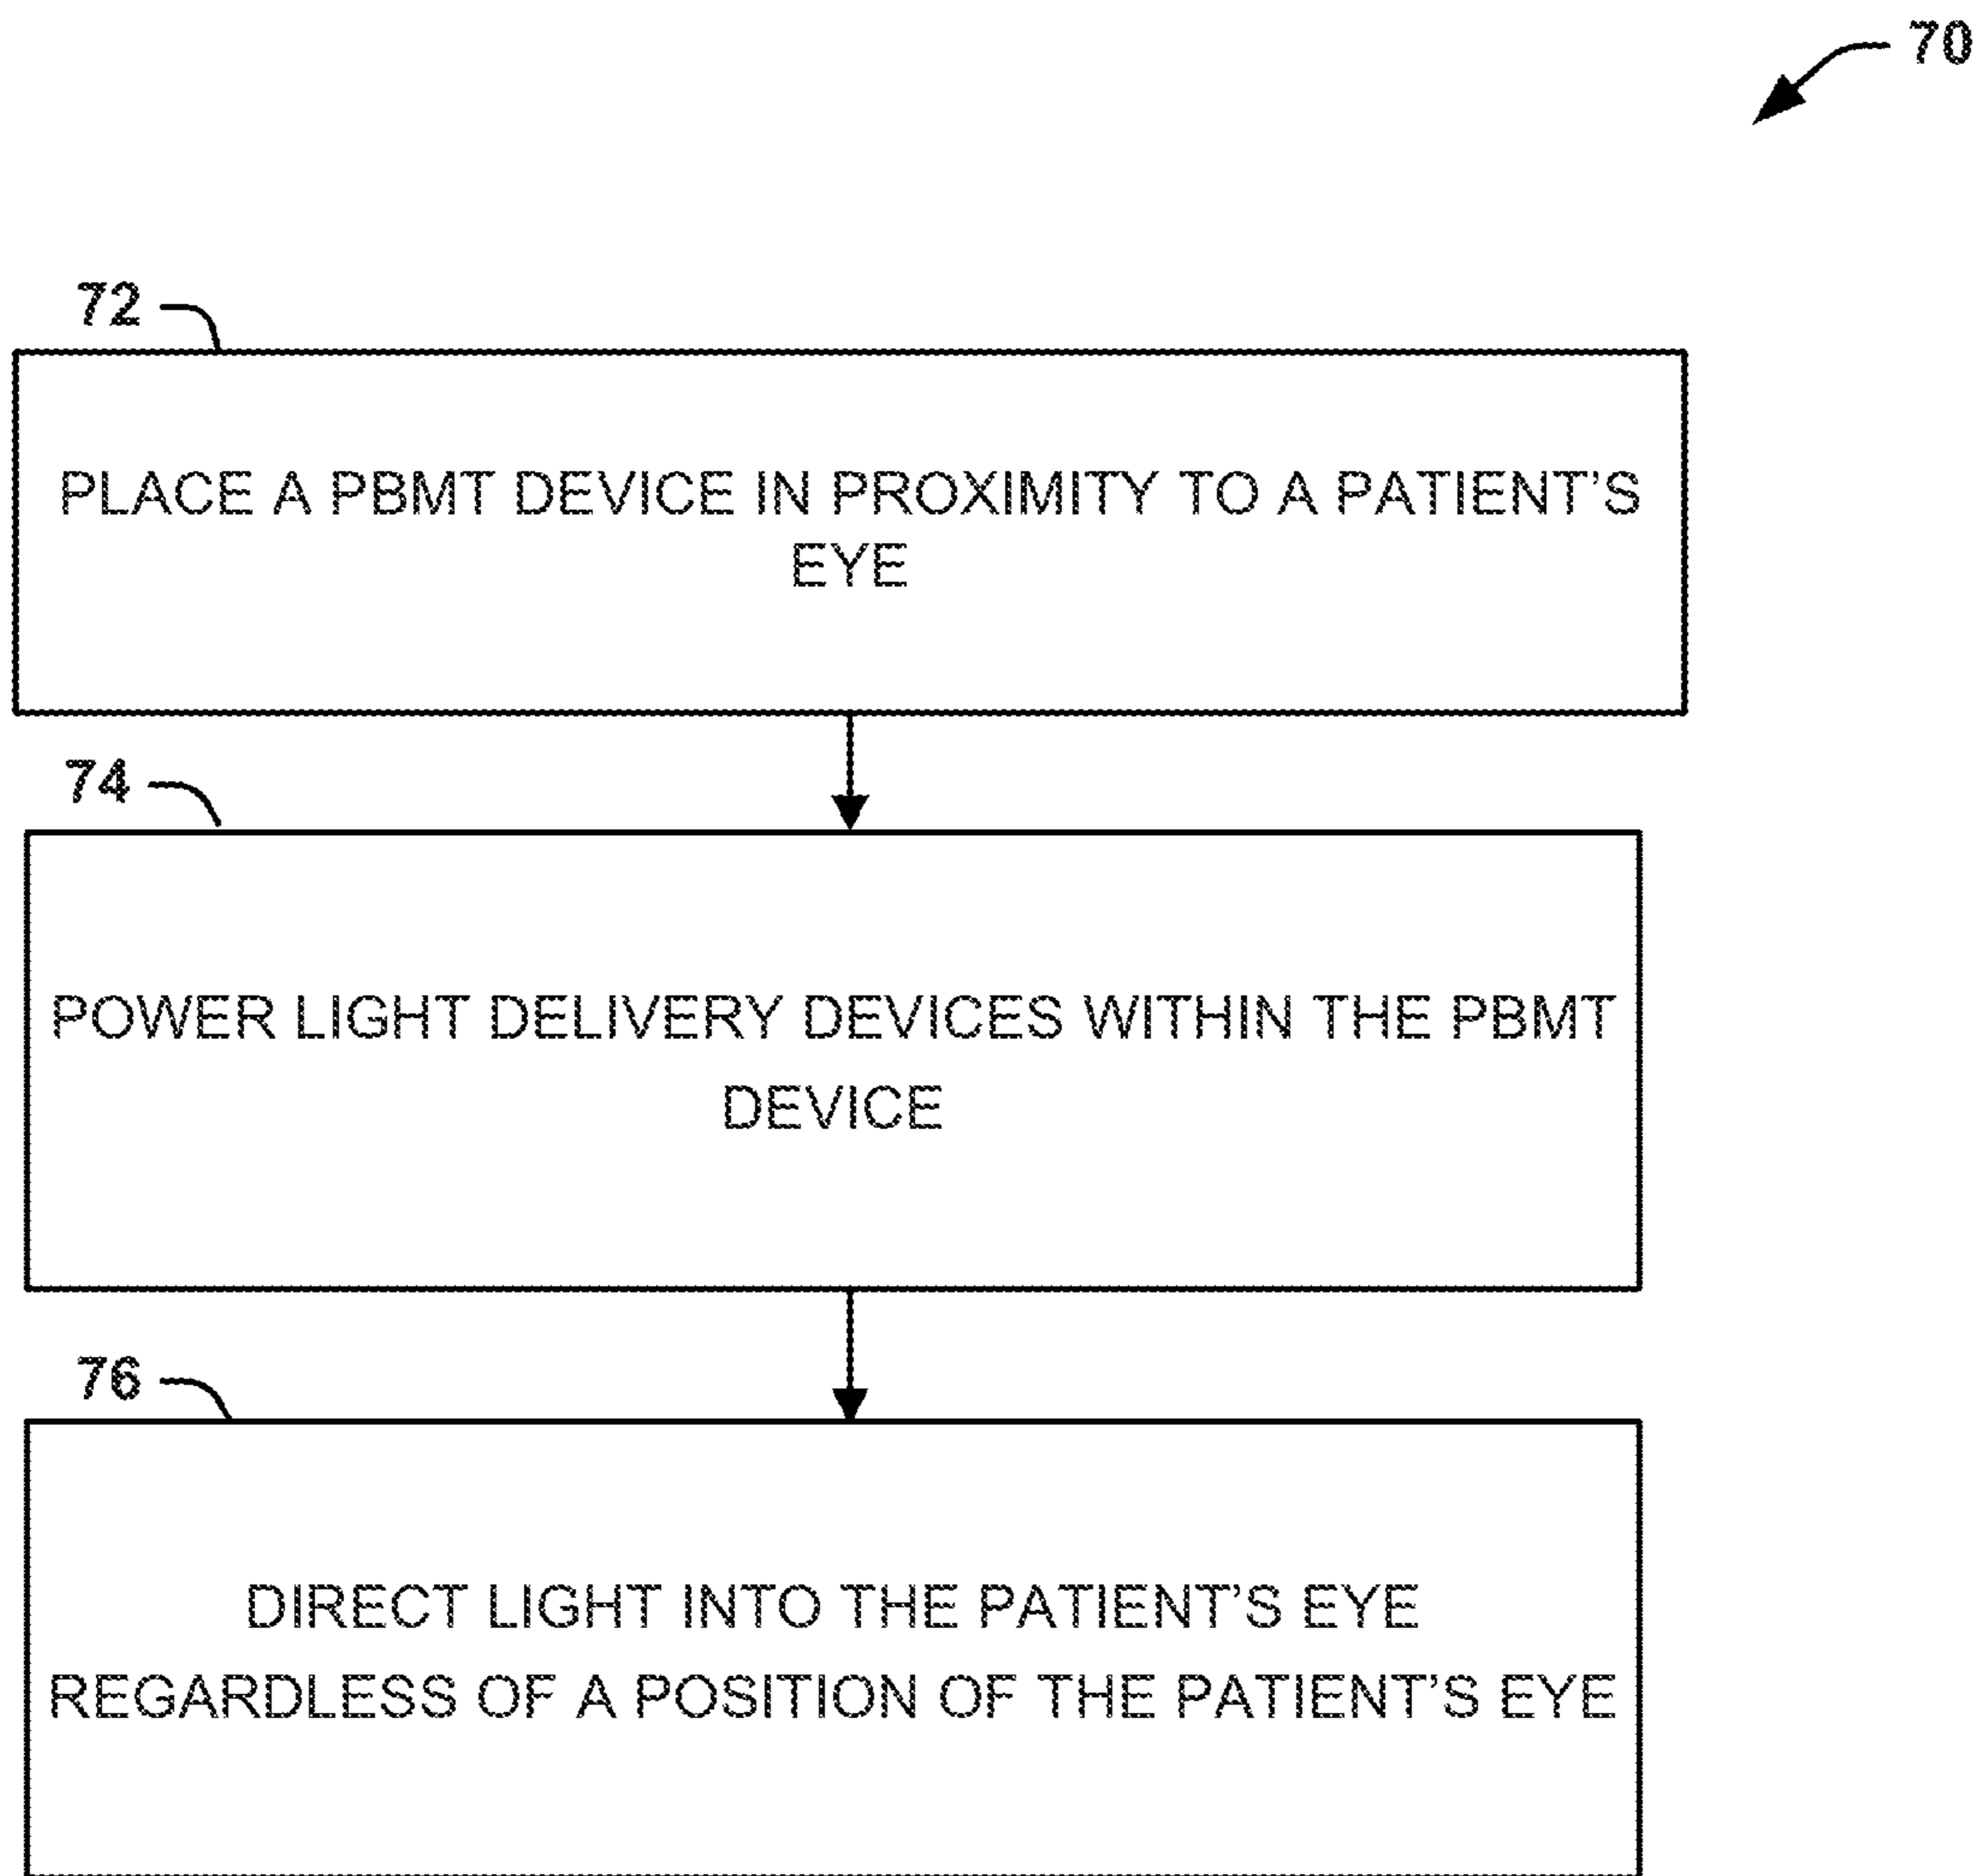 70
72
PLACE A PBMT DEVICE IN PROXIMITY TO A PATIENT'S
EYE
74
POWER LIGHT DELIVERY DEVICES WITHIN THE PBMT
DEVICE
76
DIRECT LIGHT INTO THE PATIENT'S EYE
REGARDLESS OF A POSITION OF THE PATIENT'S EYE